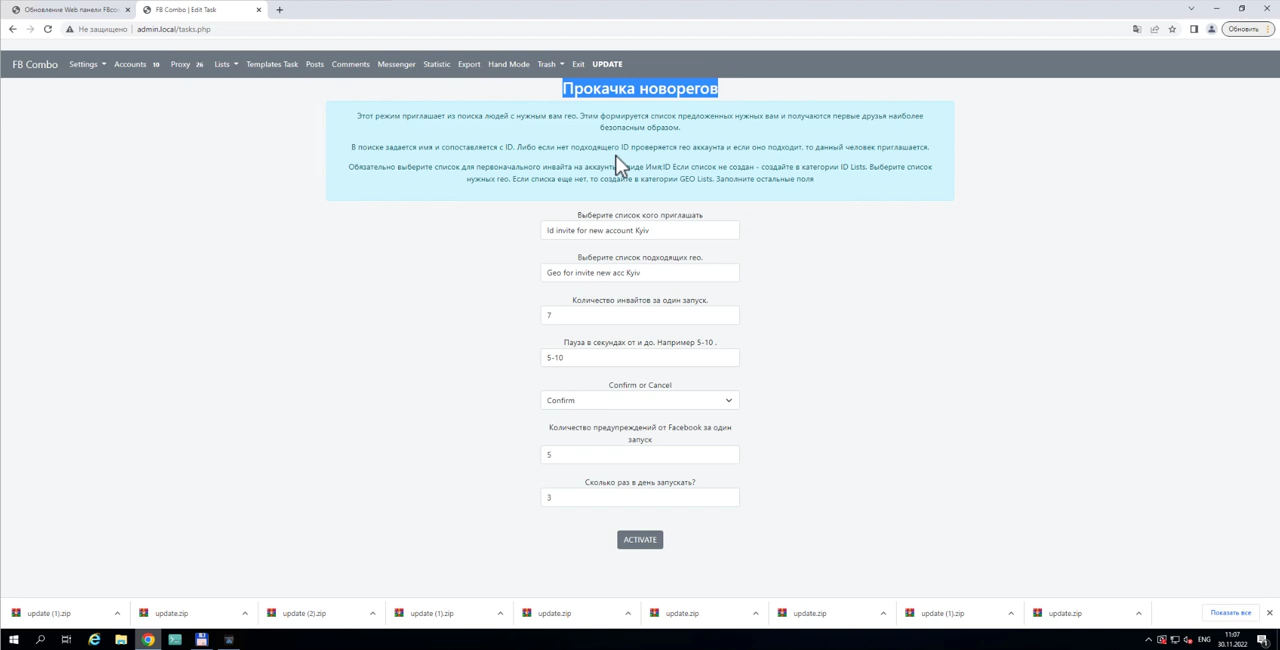 Обновление Web панели FBcom
FB Combo | Edit Task
Не защищено
admin.local/tasks.php
Обновить
FB Combo
Settings
Accounts 10
Proxy 26
Lists
Templates Task
Posts
Comments
Messenger
Statistic
Export
Hand Mode
Trash
Exit
UPDATE
Прокачка новорегов
Этот режим приглашает из поиска людей с нужным вам гео. Этим формируется список предложенных нужных вам и получаются первые друзья наиболее
безопасным образом.
В поиске задается имя и сопоставляется с ID. Либо если нет подходящего ID проверяется гео аккаунта и если оно подходит, то данный человек приглашается.
Обязательно выберите список для первоначального инвайта на аккаунты виде Имя;ID Если список не создан - создайте в категории ID Lists. Выберите список
нужных гео. Если списка еще нет, то создайте в категории GEO Lists. Заполните остальные поля
Выберите список кого приглашать
Id invite for new account Kyiv
Выберите список подходящих гео.
Geo for invite new acc Kyiv
Количество инвайтов за один запуск.
7
Пауза в секундах от и до. Например 5-10 .
5-10
Confirm or Cancel
Confirm
Количество предупреждений от Facebook за один
запуск
5
Сколько раз в день запускать?
3
ACTIVATE
update (1).zip
update.zip
update (2).zip
update (1).zip
update.zip
update.zip
update.zip
update (1).zip
update.zip
Показать все
ENG
11:07
30.11.2022